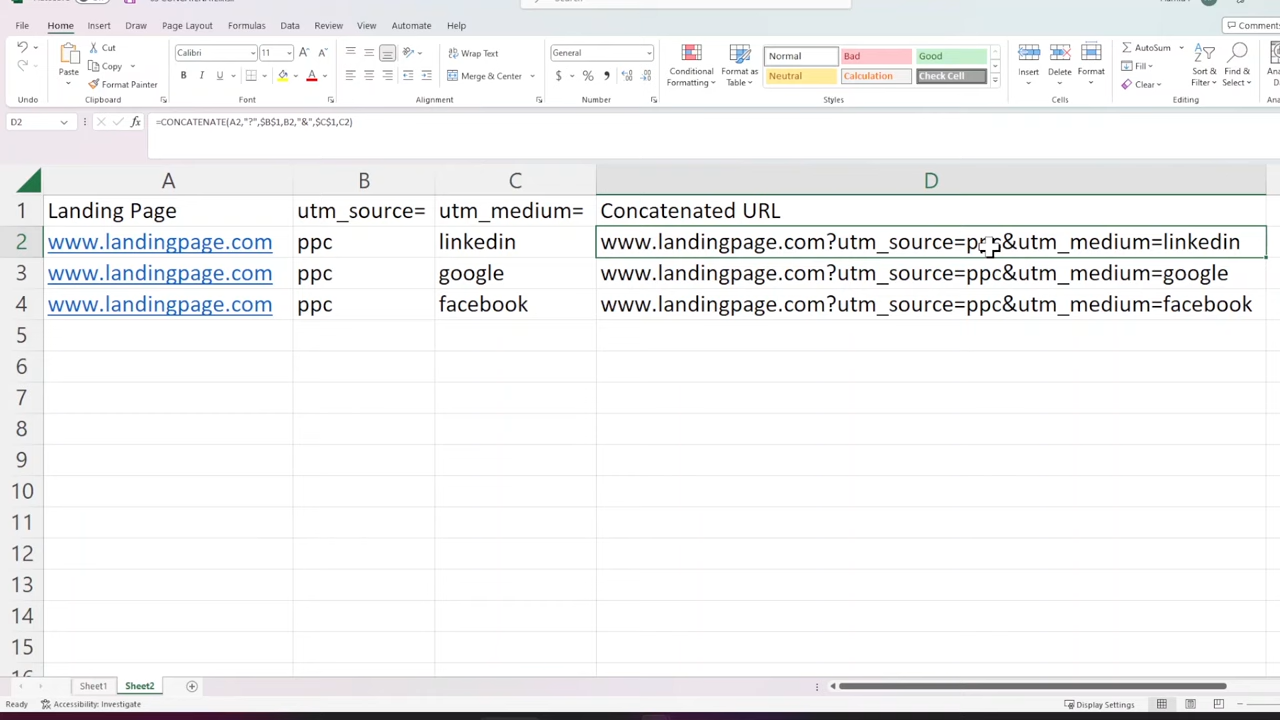 File Home Insert Draw Page Layout Formulas Data Review View Automate Help Comments
Cut Calibri 11 Wrap Text General Normal Bad Good AutoSum
Paste Copy Conditional Format as Insert Delete Format Fill Sort & Find &
Format Painter Merge & Center Formatting Table Neutral Calculation Check Cell Clear Filter Select
Undo Clipboard Font Alignment Number Styles Cells Editing
D2 fx =CONCATENATE(A2,"?",$B$1,B2,"&",$C$1,C2)
A B C D
1 Landing Page utm_source= utm_medium= Concatenated URL
2 www.landingpage.com ppc linkedin www.landingpage.com?utm_source=ppc&utm_medium=linkedin
3 www.landingpage.com ppc google www.landingpage.com?utm_source=ppc&utm_medium=google
4 www.landingpage.com ppc facebook www.landingpage.com?utm_source=ppc&utm_medium=facebook
5
6
7
8
9
10
11
12
13
14
15
Sheet1 Sheet2
Ready Accessibility: Investigate Display Settings